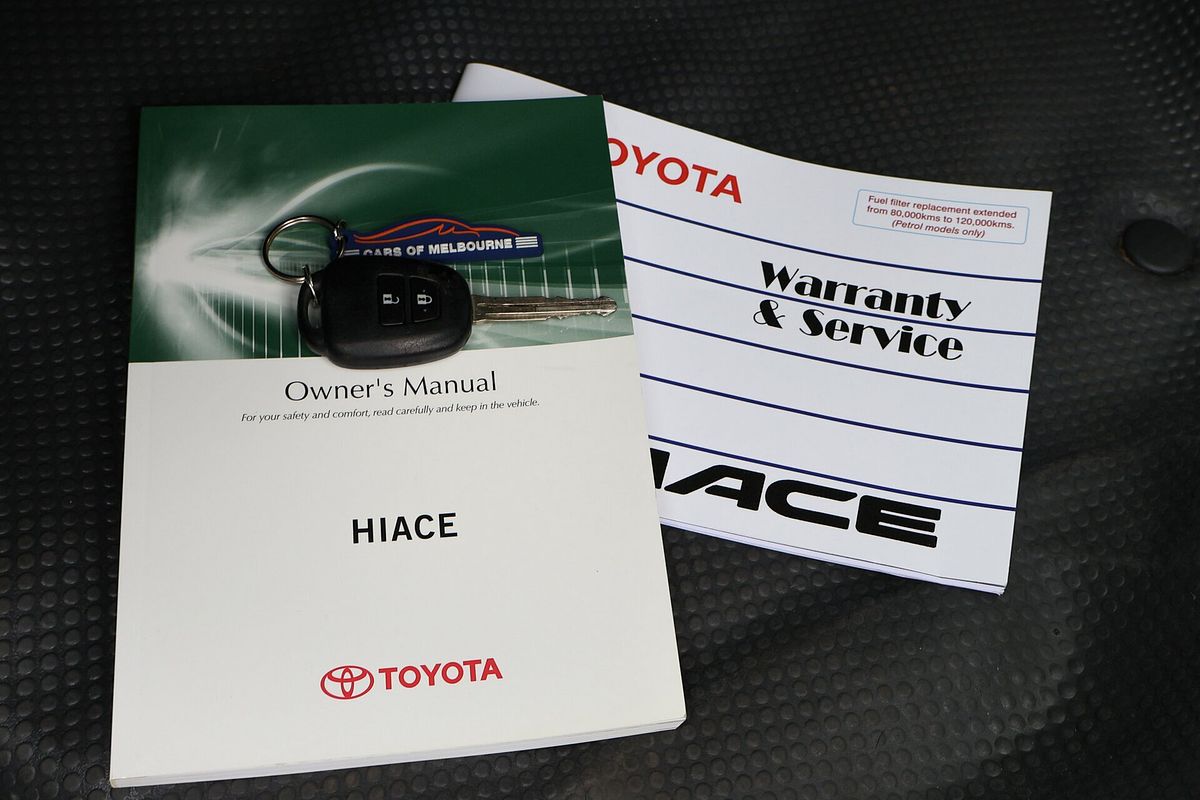 CARS OF MELBOURNE
Owner's Manual
For your safety and comfort, read carefully and keep in the vehicle.
HIACE
TOYOTA
OYOTA
Fuel filter replacement extended
from 80,000kms to 120,000kms.
(Petrol models only)
Warranty
& Service
IACE